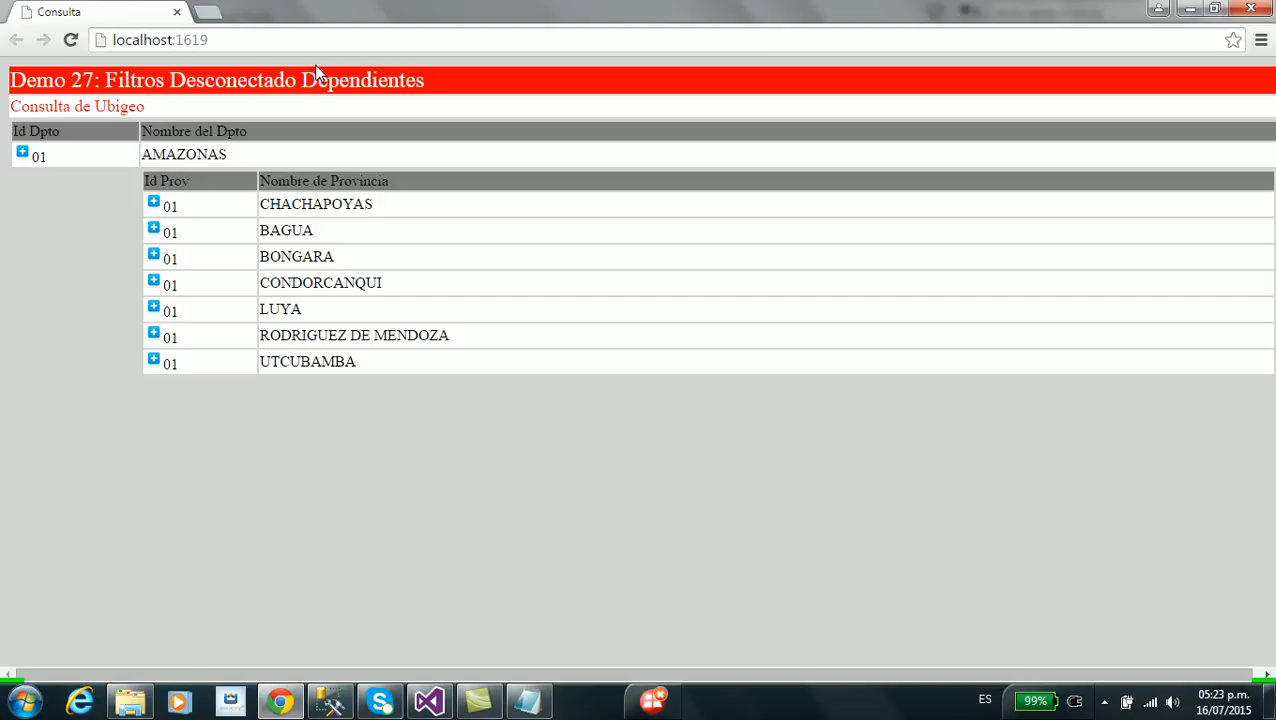 Consulta
localhost:1619
Demo 27: Filtros Desconectado Dependientes
Consulta de Ubigeo
Id Dpto Nombre del Dpto
01 AMAZONAS
Id Prov Nombre de Provincia
01 CHACHAPOYAS
01 BAGUA
01 BONGARA
01 CONDORCANQUI
01 LUYA
01 RODRIGUEZ DE MENDOZA
01 UTCUBAMBA
ES 99% 05:23 p.m.
16/07/2015